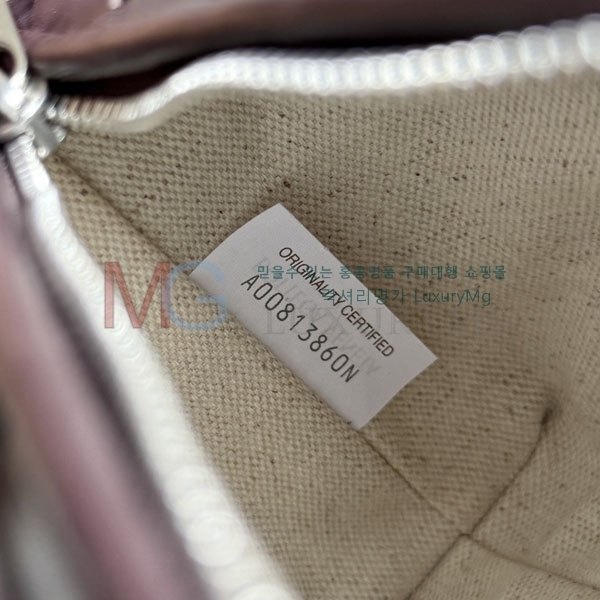 ORIGINALITY CERTIFIED
A00813860N
MG
믿을수 있는 홍콩명품 구매대행 쇼핑몰
럭셔리명가 LuxuryMg